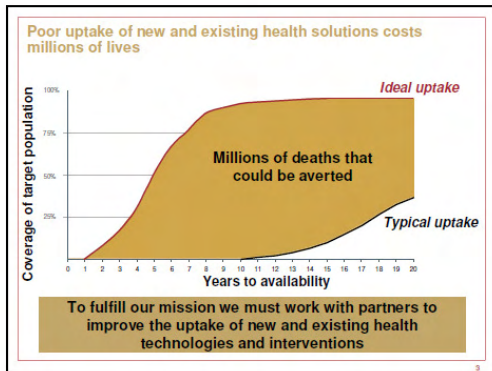 Poor uptake of new and existing health solutions costs
millions of lives
Coverage of target population
100%
75%
50%
25%
Ideal uptake
Millions of deaths that
could be averted
Typical uptake
0 1 2 3 4 5 6 7 8 9 10 11 12 13 14 15 16 17 18 19 20
Years to availability
To fulfill our mission we must work with partners to
improve the uptake of new and existing health
technologies and interventions
3